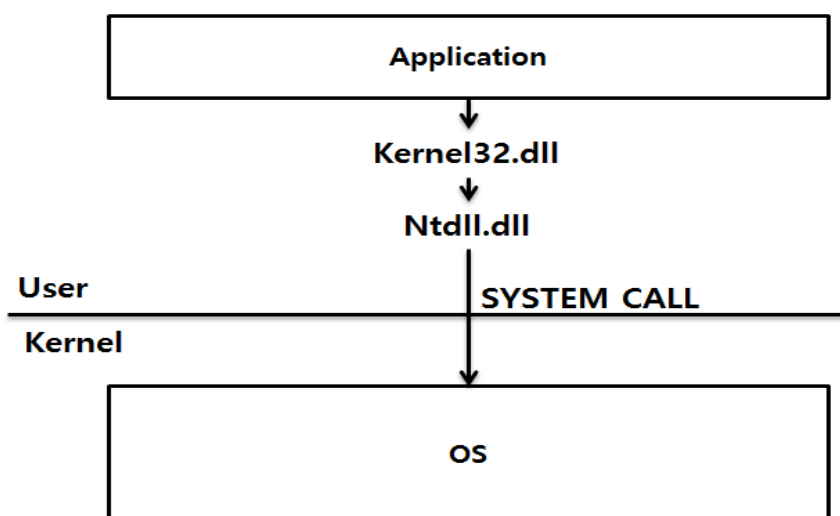 Application
Kernel32.dll
Ntdll.dll
User
SYSTEM CALL
Kernel
OS